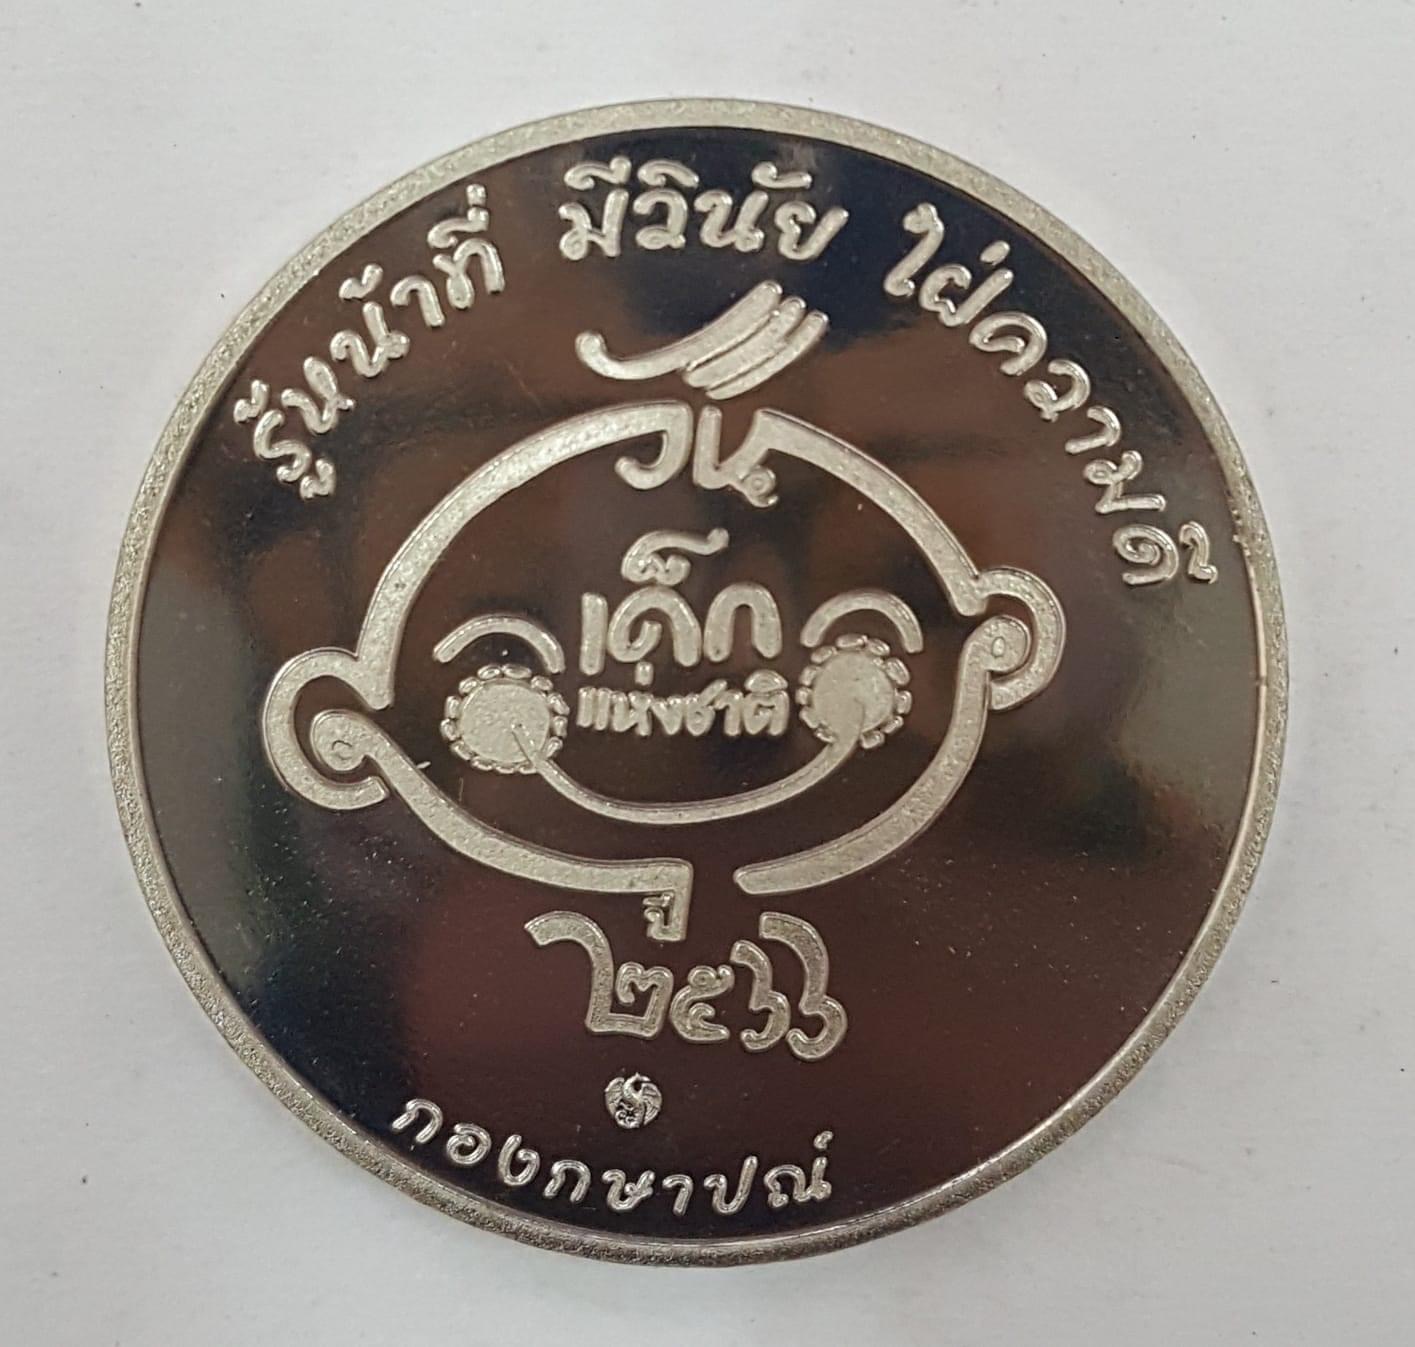 รู้หน้าที่ มีวินัย ใฝ่ความดี
วัน
เด็ก
แห่งชาติ
ปี
๒๕๖๖
กองกษาปณ์